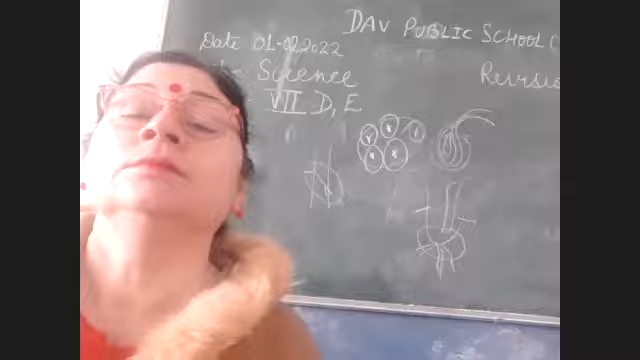 DAV PUBLIC SCHOOL (
Date 01-02-2022
Science
Revisio
VII D, E